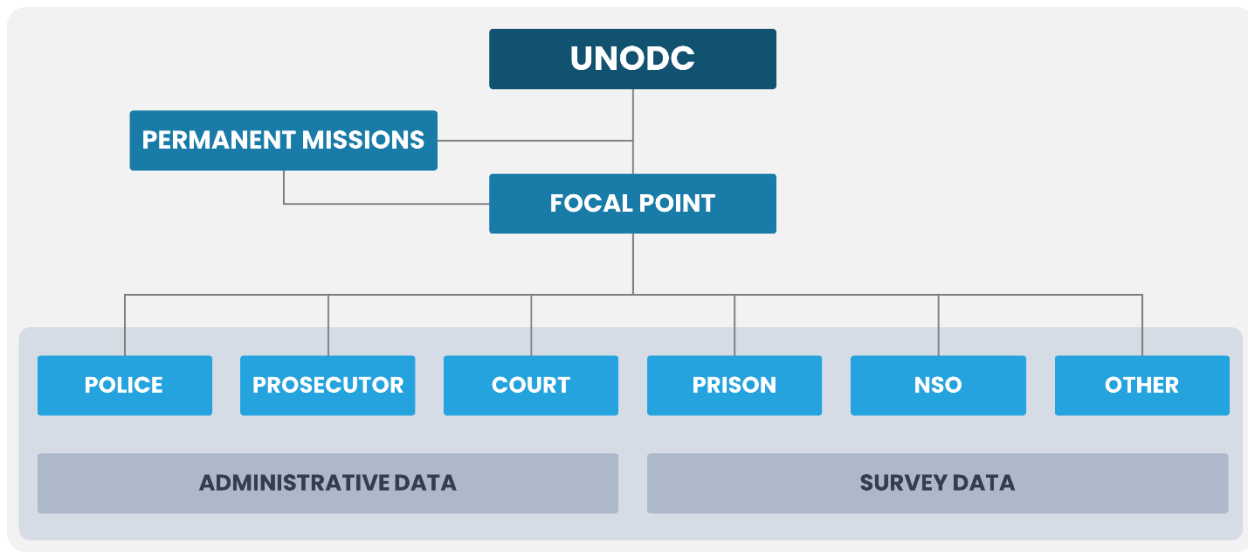 UNODC
PERMANENT MISSIONS
FOCAL POINT
POLICE
PROSECUTOR
COURT
PRISON
NSO
OTHER
ADMINISTRATIVE DATA
SURVEY DATA